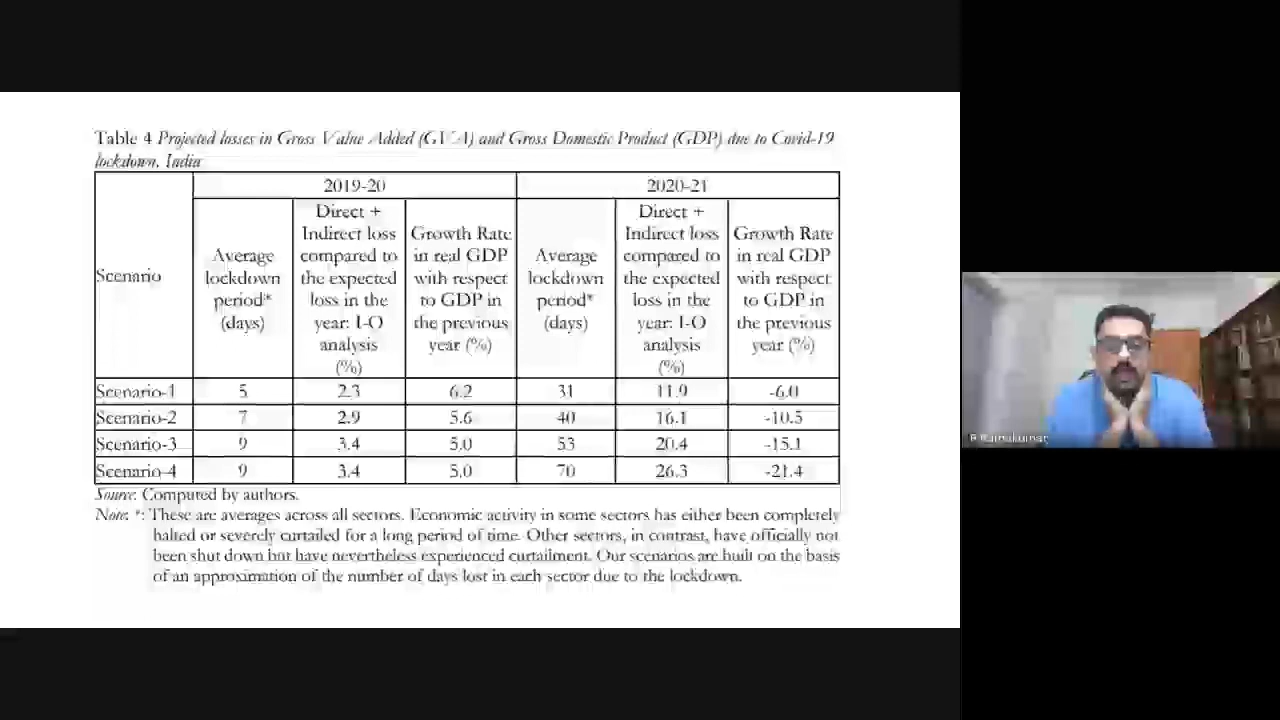 Table 4 Projected losses in Gross Value Added (GVA) and Gross Domestic Product (GDP) due to Covid-19
lockdown, India
Scenario
2019-20
2020-21
Average lockdown period* (days)
Direct + Indirect loss compared to the expected loss in the year: I-O analysis (%)
Growth Rate in real GDP with respect to GDP in the previous year (%)
Average lockdown period* (days)
Direct + Indirect loss compared to the expected loss in the year: I-O analysis (%)
Growth Rate in real GDP with respect to GDP in the previous year (%)
Scenario-1 5 2.3 6.2 31 11.9 -6.0
Scenario-2 7 2.9 5.6 40 16.1 -10.5
Scenario-3 9 3.4 5.0 53 20.4 -15.1
Scenario-4 9 3.4 5.0 70 26.3 -21.4
Source: Computed by authors.
Note: *: These are averages across all sectors. Economic activity in some sectors has either been completely
halted or severely curtailed for a long period of time. Other sectors, in contrast, have officially not
been shut down but have nevertheless experienced curtailment. Our scenarios are built on the basis
of an approximation of the number of days lost in each sector due to the lockdown.
R Ramakumar